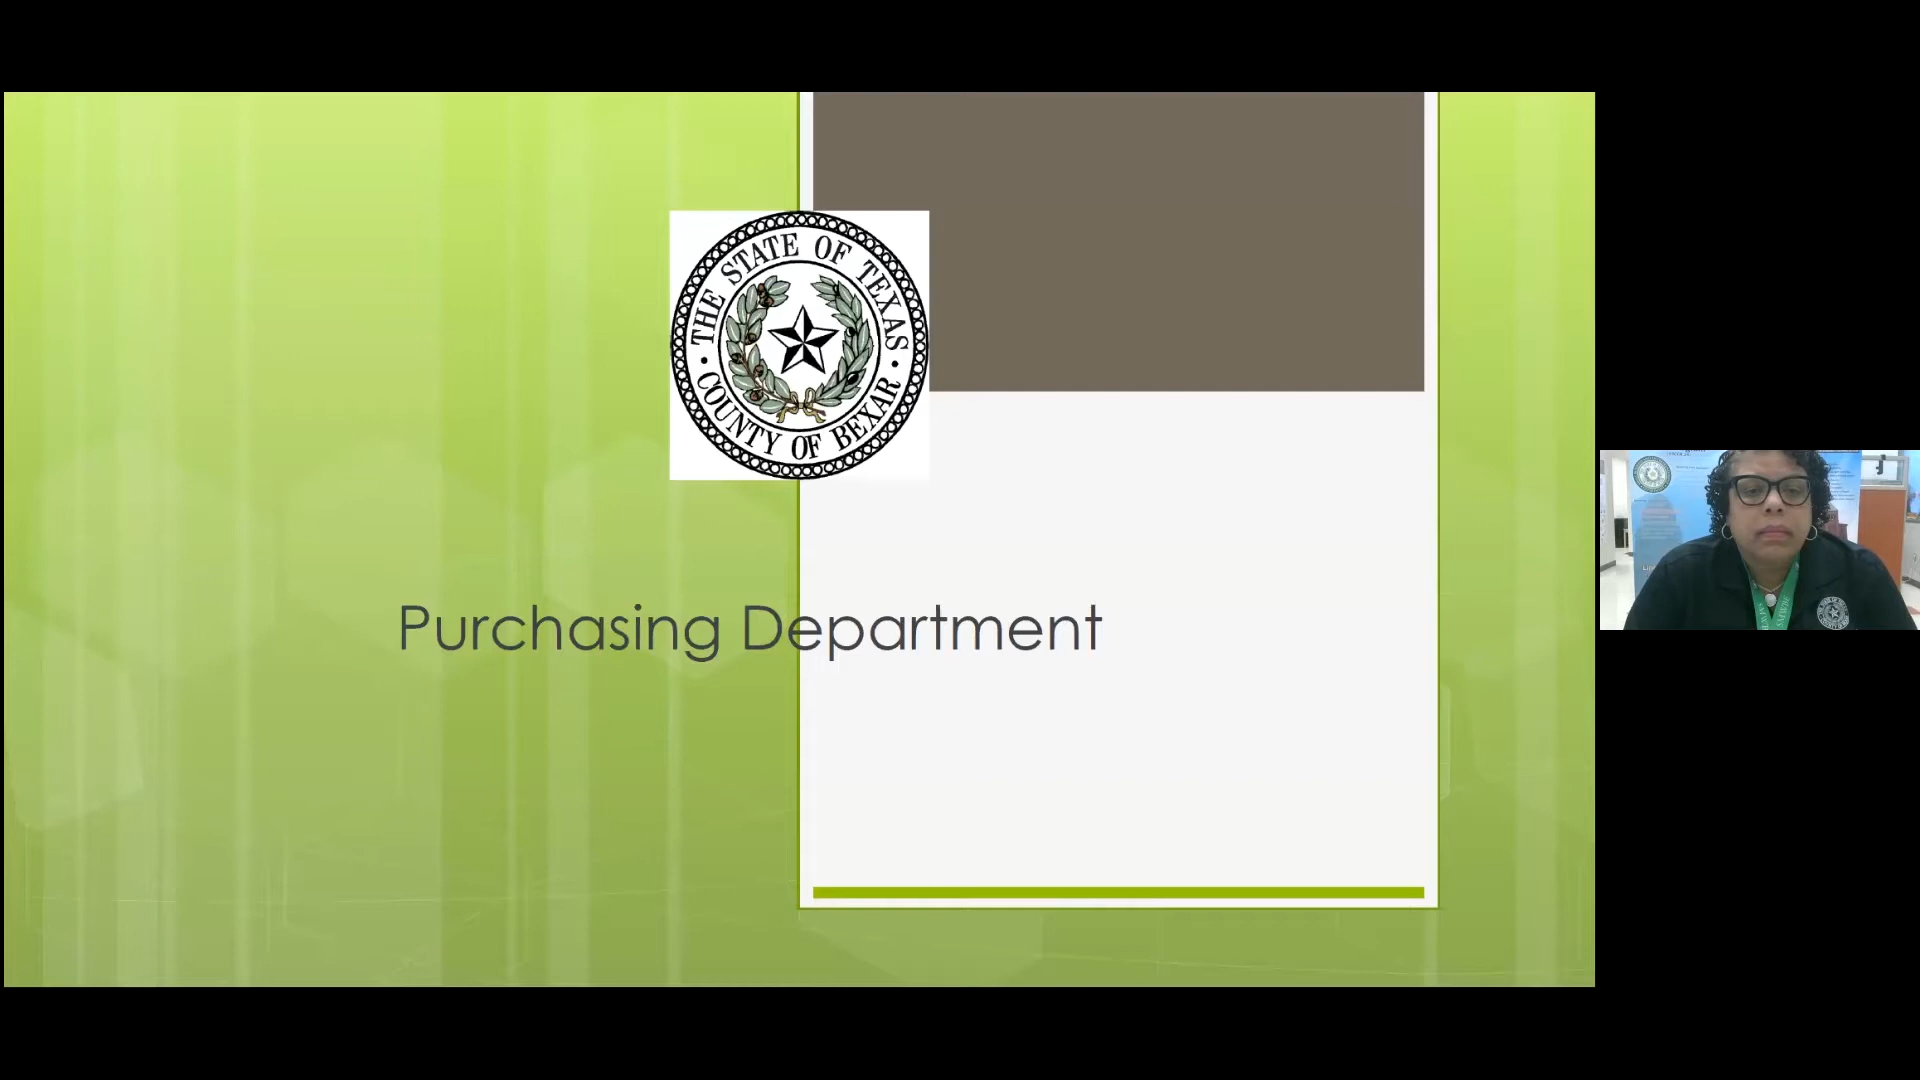 THE STATE OF TEXAS
COUNTY OF BEXAR
Purchasing Department